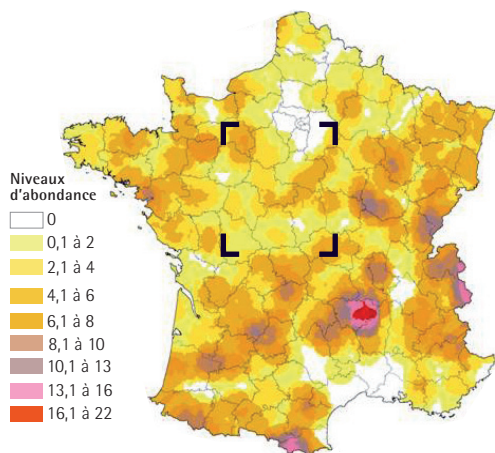 Niveaux
d'abondance
0
0,1 à 2
2,1 à 4
4,1 à 6
6,1 à 8
8,1 à 10
10,1 à 13
13,1 à 16
16,1 à 22